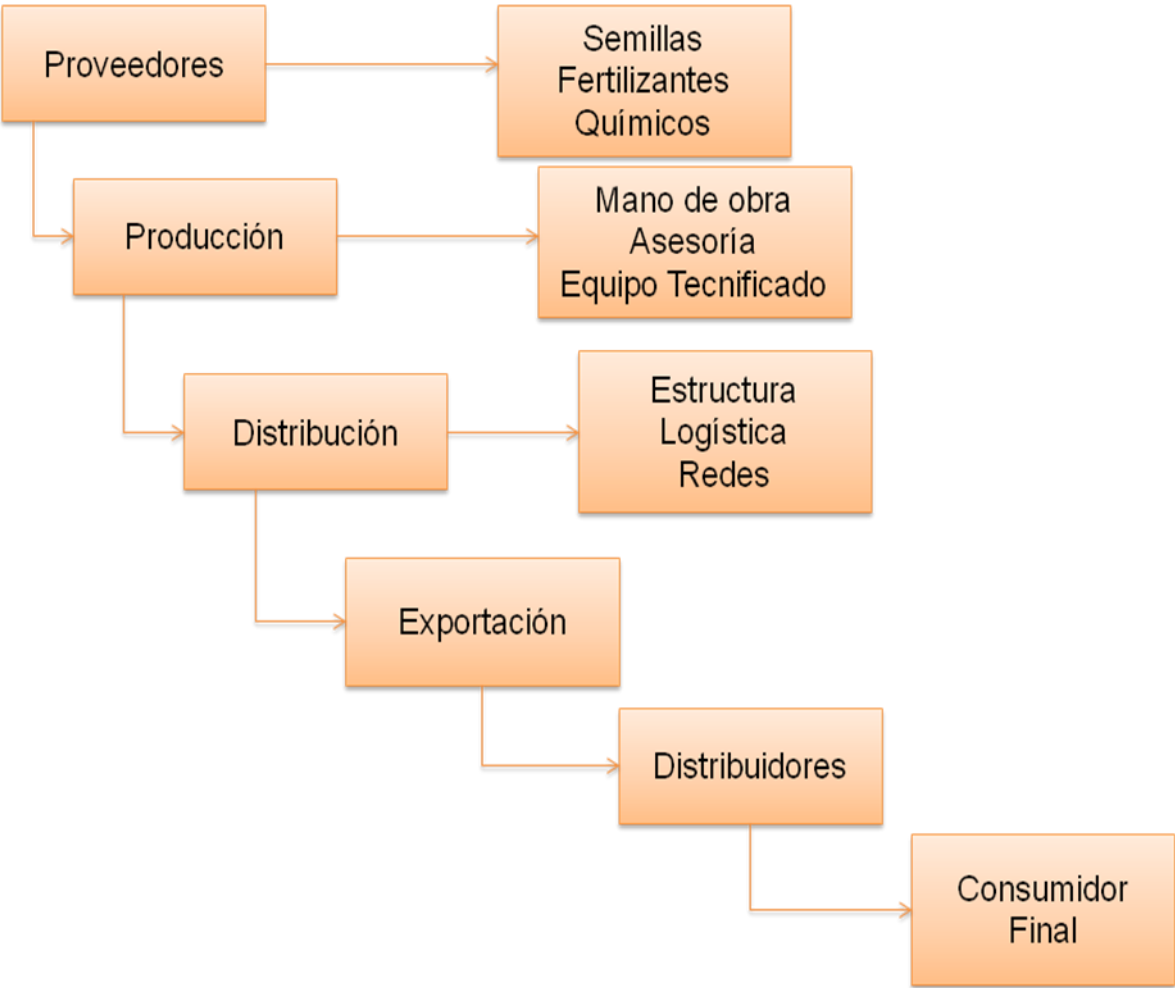 Proveedores
Semillas
Fertilizantes
Químicos
Producción
Mano de obra
Asesoría
Equipo Tecnificado
Distribución
Estructura
Logística
Redes
Exportación
Distribuidores
Consumidor
Final